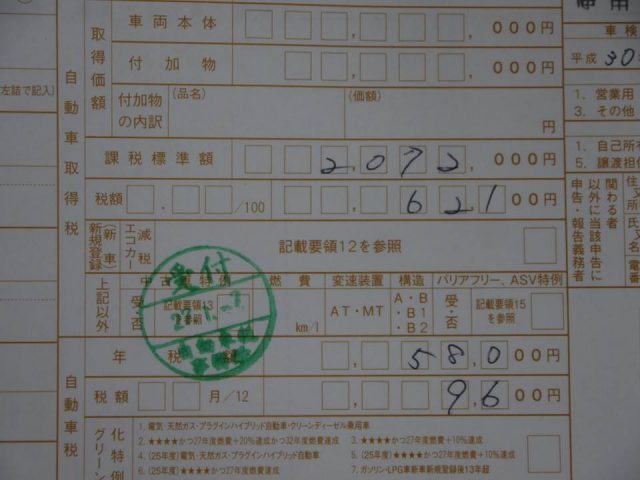 車両本体 000円
車検
平成 30
取得価額
付加物 000円
(左詰で記入)
付加物の内訳 (品名) (価額) 円
1. 営業用
3. その他
自動車取得税
課税標準額 2072,000円
1. 自己所
5. 譲渡担
税額 ./100 62100円
関わる者
以外に当該申告に
申告・報告義務者
住所
氏名
電
番
新規登録
(新車)
エコカー
減税
記載要領12を参照
上記以外
中古車特例 燃費 変速装置 構造 バリアフリー、ASV特例
受・否 記載要領13を参照 km/l AT・MT A・B・B1・B2 受・否 記載要領15を参照
受付
自動車税
年税額 58,000円
税額 月/12 9600円
グリーン化特例
1. 電気・天然ガス・プラグインハイブリッド自動車・クリーンディーゼル乗用車
2. ★★★★かつ27年度燃費+20%達成かつ32年度燃費達成 3. ★★★★かつ27年度燃費+10%達成
4. (25年度)電気・天然ガス・プラグインハイブリッド自動車 5. (25年度)★★★★かつ27年度燃費+10%達成
6. (25年度)★★★★かつ27年度燃費達成 7. ガソリン・LPG車新車新規登録後13年超